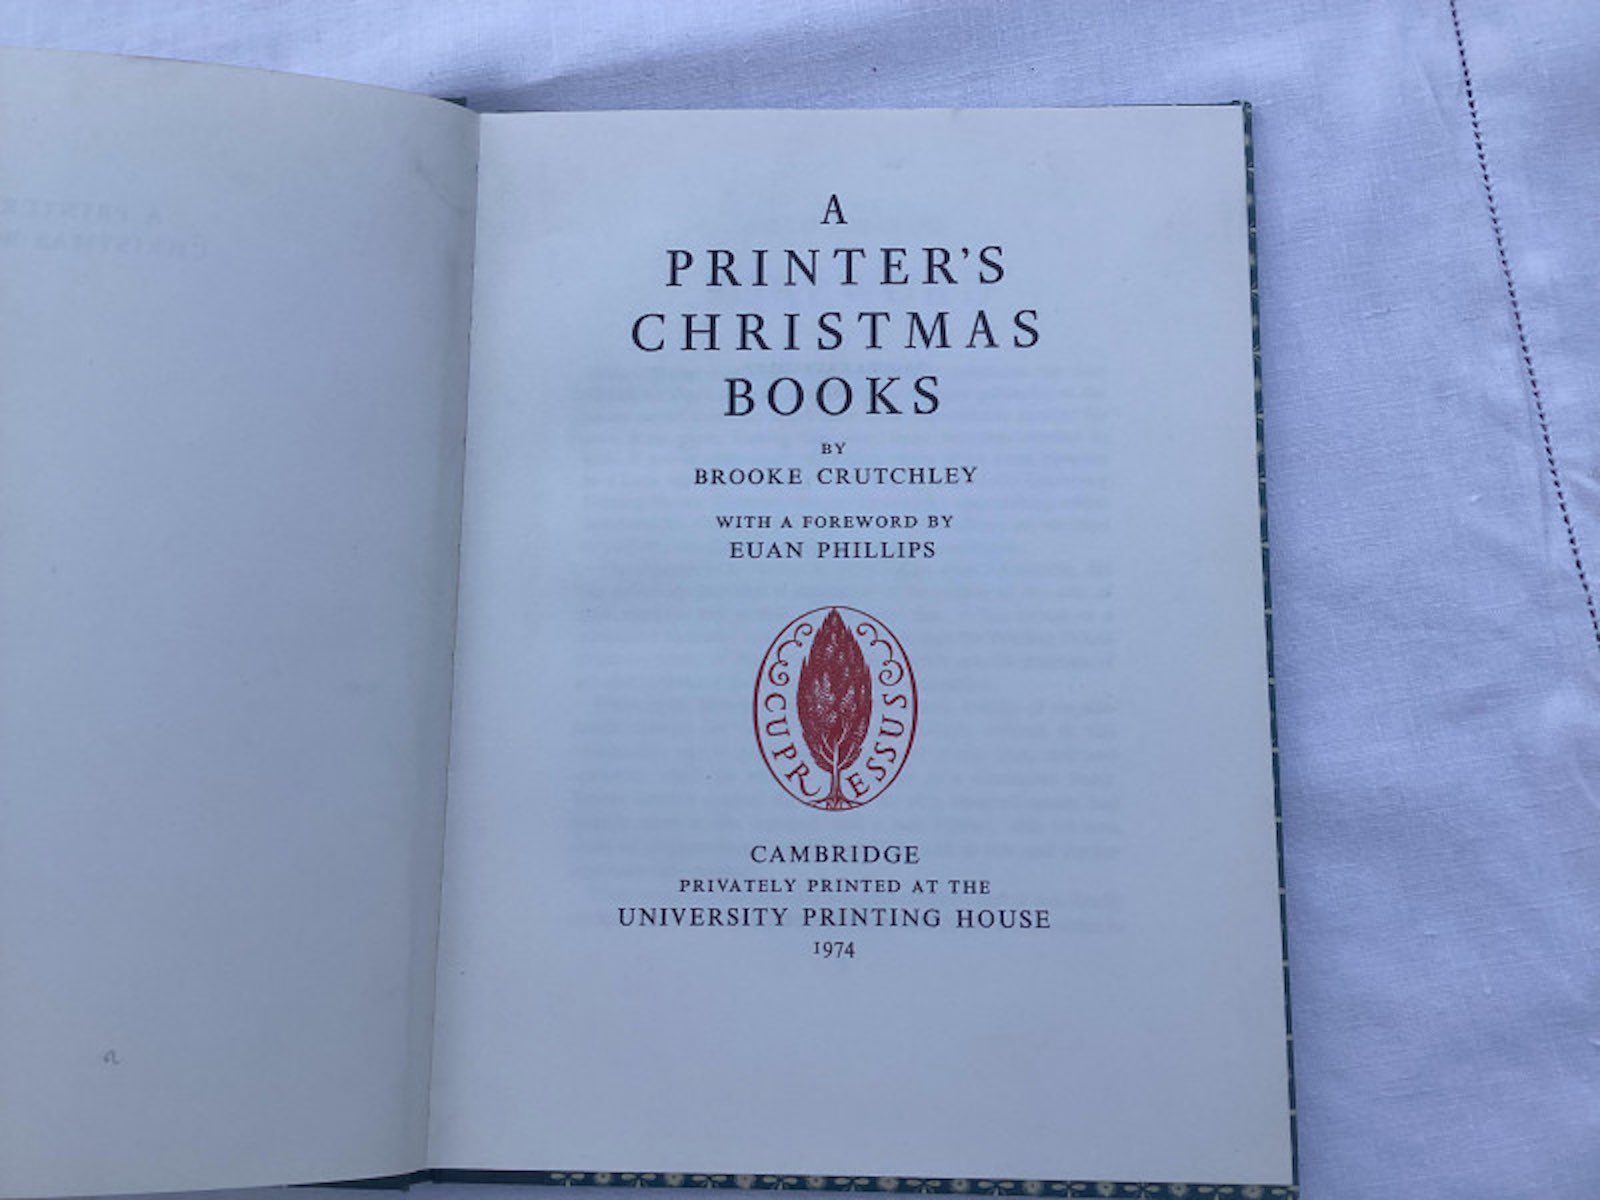 A
PRINTER'S
CHRISTMAS
BOOKS
BY
BROOKE CRUTCHLEY
WITH A FOREWORD BY
EUAN PHILLIPS
CUPRESSUS
CAMBRIDGE
PRIVATELY PRINTED AT THE
UNIVERSITY PRINTING HOUSE
1974